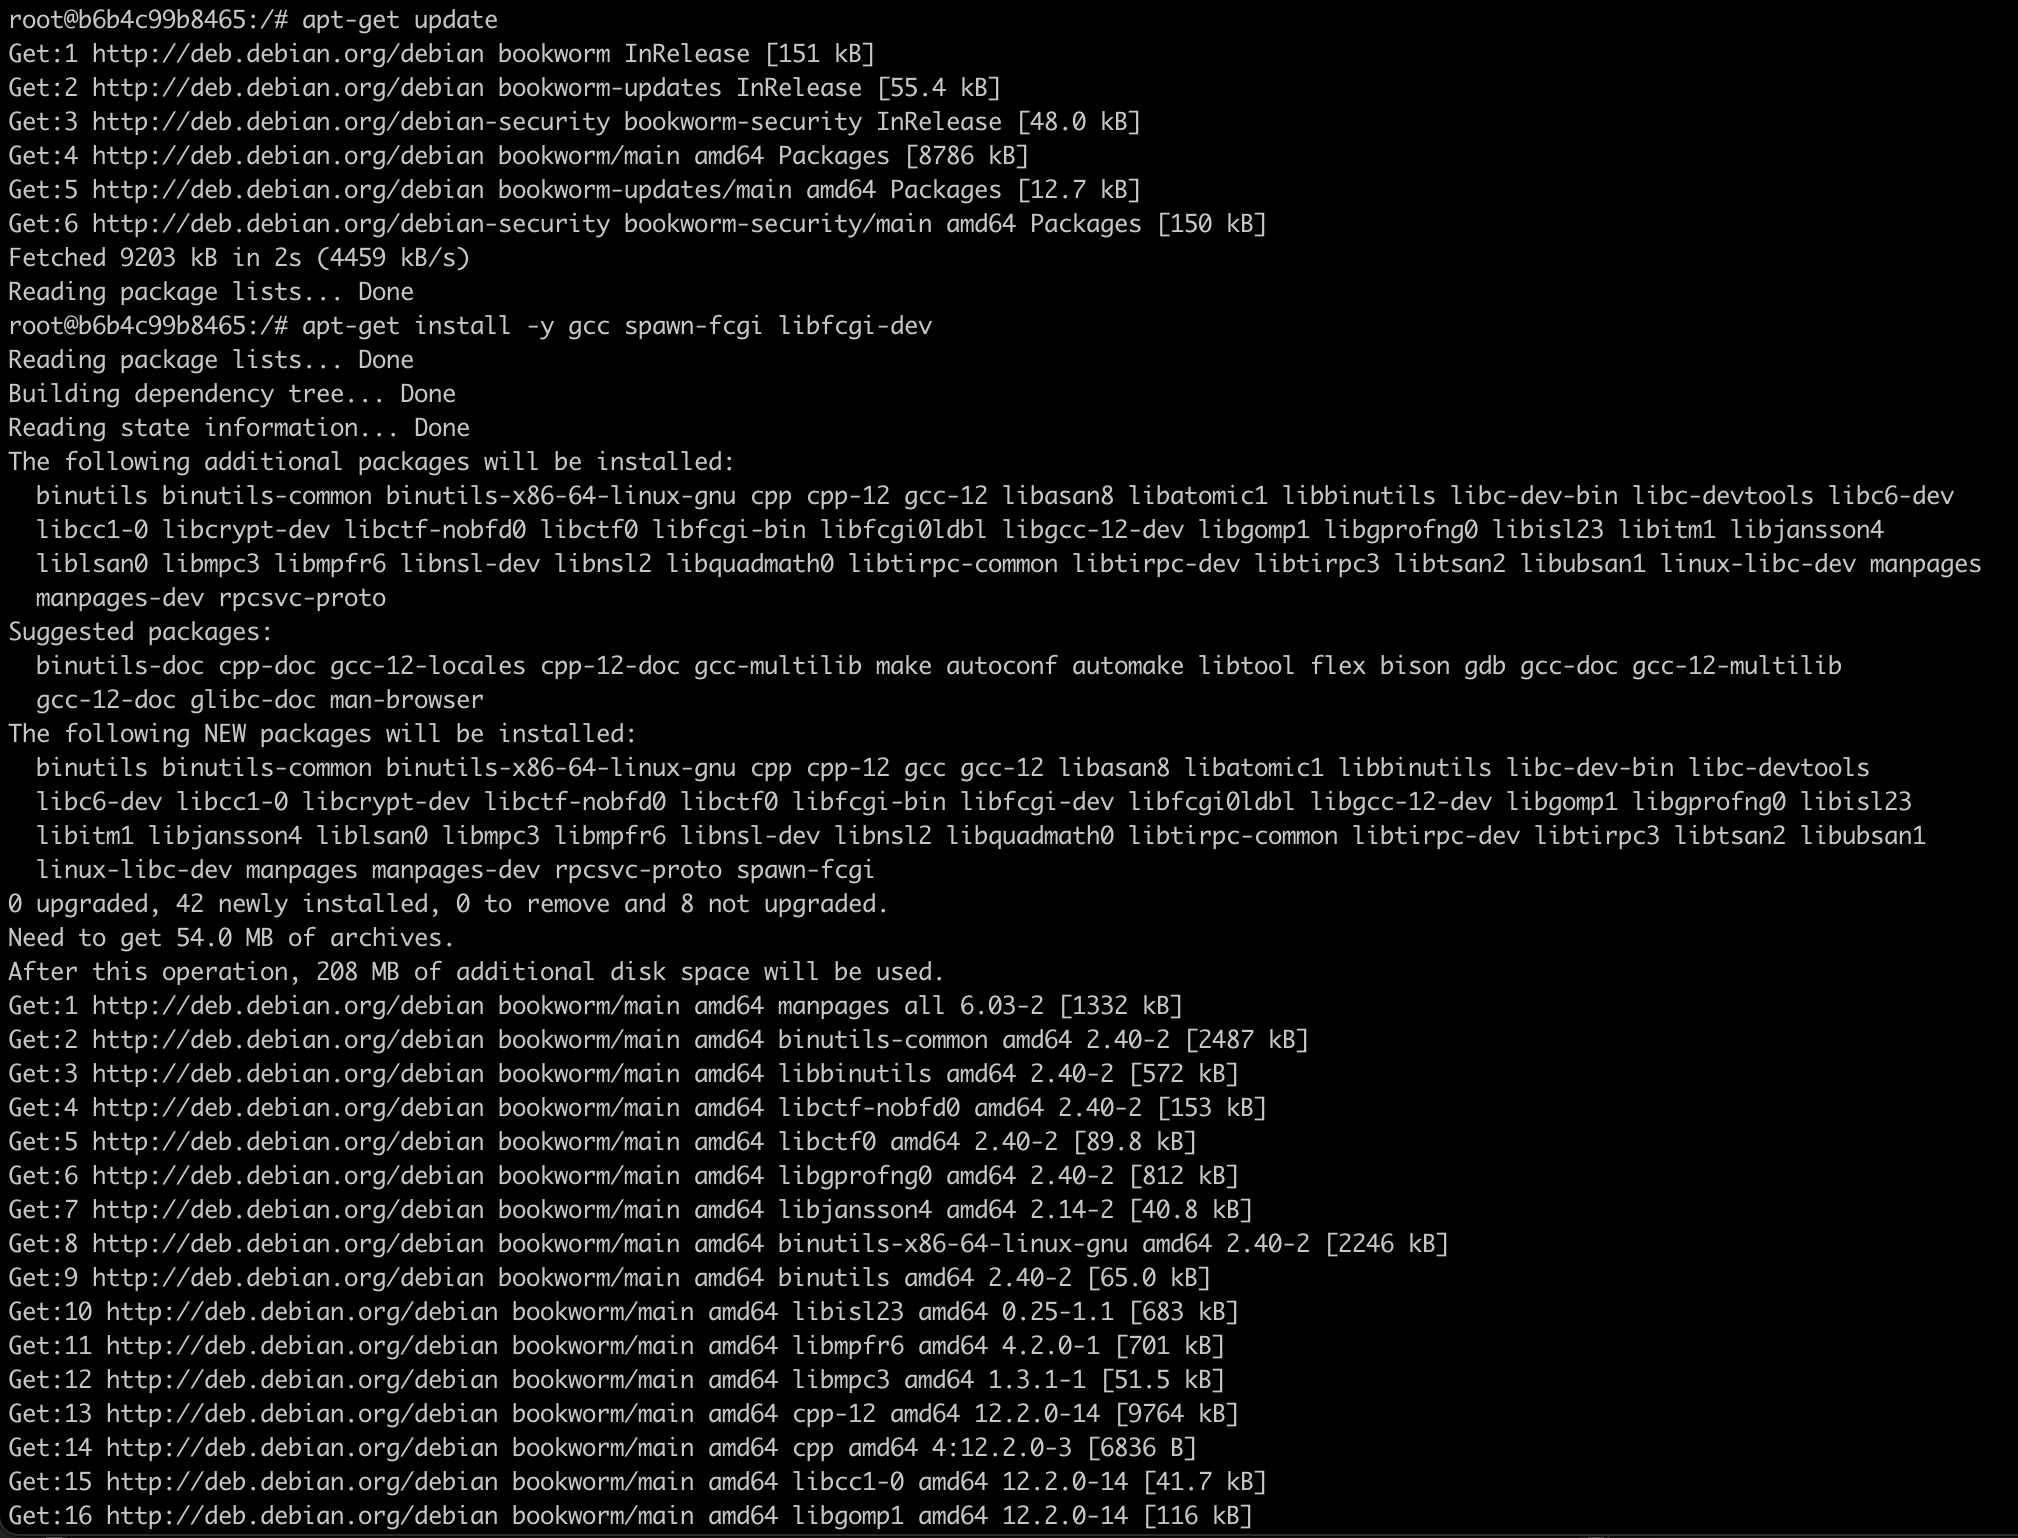 root@b6b4c99b8465:/# apt-get update
Get:1 http://deb.debian.org/debian bookworm InRelease [151 kB]
Get:2 http://deb.debian.org/debian bookworm-updates InRelease [55.4 kB]
Get:3 http://deb.debian.org/debian-security bookworm-security InRelease [48.0 kB]
Get:4 http://deb.debian.org/debian bookworm/main amd64 Packages [8786 kB]
Get:5 http://deb.debian.org/debian bookworm-updates/main amd64 Packages [12.7 kB]
Get:6 http://deb.debian.org/debian-security bookworm-security/main amd64 Packages [150 kB]
Fetched 9203 kB in 2s (4459 kB/s)
Reading package lists... Done
root@b6b4c99b8465:/# apt-get install -y gcc spawn-fcgi libfcgi-dev
Reading package lists... Done
Building dependency tree... Done
Reading state information... Done
The following additional packages will be installed:
  binutils binutils-common binutils-x86-64-linux-gnu cpp cpp-12 gcc-12 libasan8 libatomic1 libbinutils libc-dev-bin libc-devtools libc6-dev
  libcc1-0 libcrypt-dev libctf-nobfd0 libctf0 libfcgi-bin libfcgi0ldbl libgcc-12-dev libgomp1 libgprofng0 libisl23 libitm1 libjansson4
  liblsan0 libmpc3 libmpfr6 libnsl-dev libnsl2 libquadmath0 libtirpc-common libtirpc-dev libtirpc3 libtsan2 libubsan1 linux-libc-dev manpages
  manpages-dev rpcsvc-proto
Suggested packages:
  binutils-doc cpp-doc gcc-12-locales cpp-12-doc gcc-multilib make autoconf automake libtool flex bison gdb gcc-doc gcc-12-multilib
  gcc-12-doc glibc-doc man-browser
The following NEW packages will be installed:
  binutils binutils-common binutils-x86-64-linux-gnu cpp cpp-12 gcc gcc-12 libasan8 libatomic1 libbinutils libc-dev-bin libc-devtools
  libc6-dev libcc1-0 libcrypt-dev libctf-nobfd0 libctf0 libfcgi-bin libfcgi-dev libfcgi0ldbl libgcc-12-dev libgomp1 libgprofng0 libisl23
  libitm1 libjansson4 liblsan0 libmpc3 libmpfr6 libnsl-dev libnsl2 libquadmath0 libtirpc-common libtirpc-dev libtirpc3 libtsan2 libubsan1
  linux-libc-dev manpages manpages-dev rpcsvc-proto spawn-fcgi
0 upgraded, 42 newly installed, 0 to remove and 8 not upgraded.
Need to get 54.0 MB of archives.
After this operation, 208 MB of additional disk space will be used.
Get:1 http://deb.debian.org/debian bookworm/main amd64 manpages all 6.03-2 [1332 kB]
Get:2 http://deb.debian.org/debian bookworm/main amd64 binutils-common amd64 2.40-2 [2487 kB]
Get:3 http://deb.debian.org/debian bookworm/main amd64 libbinutils amd64 2.40-2 [572 kB]
Get:4 http://deb.debian.org/debian bookworm/main amd64 libctf-nobfd0 amd64 2.40-2 [153 kB]
Get:5 http://deb.debian.org/debian bookworm/main amd64 libctf0 amd64 2.40-2 [89.8 kB]
Get:6 http://deb.debian.org/debian bookworm/main amd64 libgprofng0 amd64 2.40-2 [812 kB]
Get:7 http://deb.debian.org/debian bookworm/main amd64 libjansson4 amd64 2.14-2 [40.8 kB]
Get:8 http://deb.debian.org/debian bookworm/main amd64 binutils-x86-64-linux-gnu amd64 2.40-2 [2246 kB]
Get:9 http://deb.debian.org/debian bookworm/main amd64 binutils amd64 2.40-2 [65.0 kB]
Get:10 http://deb.debian.org/debian bookworm/main amd64 libisl23 amd64 0.25-1.1 [683 kB]
Get:11 http://deb.debian.org/debian bookworm/main amd64 libmpfr6 amd64 4.2.0-1 [701 kB]
Get:12 http://deb.debian.org/debian bookworm/main amd64 libmpc3 amd64 1.3.1-1 [51.5 kB]
Get:13 http://deb.debian.org/debian bookworm/main amd64 cpp-12 amd64 12.2.0-14 [9764 kB]
Get:14 http://deb.debian.org/debian bookworm/main amd64 cpp amd64 4:12.2.0-3 [6836 B]
Get:15 http://deb.debian.org/debian bookworm/main amd64 libcc1-0 amd64 12.2.0-14 [41.7 kB]
Get:16 http://deb.debian.org/debian bookworm/main amd64 libgomp1 amd64 12.2.0-14 [116 kB]